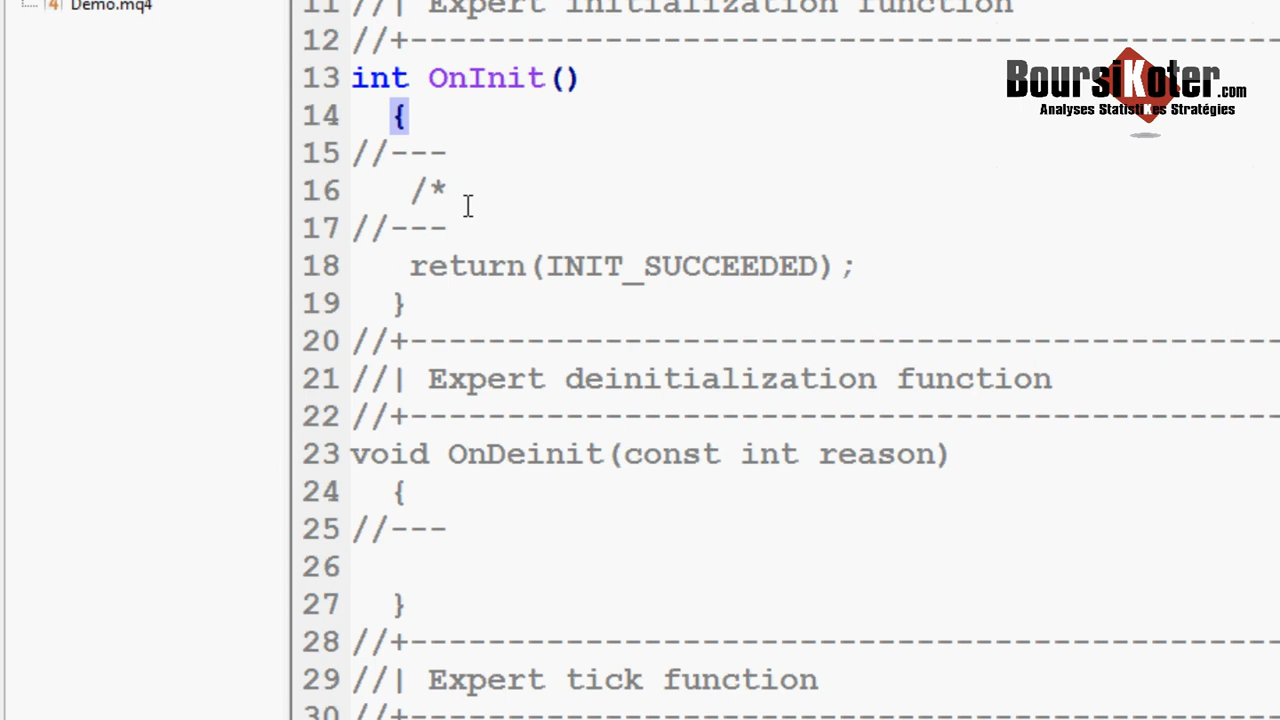 Demo.mq4
11 //| Expert initialization function
12 //+----------------------------------------------
13 int OnInit()
14 {
15 //---
16 /*
17 //---
18 return(INIT_SUCCEEDED);
19 }
20 //+----------------------------------------------
21 //| Expert deinitialization function
22 //+----------------------------------------------
23 void OnDeinit(const int reason)
24 {
25 //---
26
27 }
28 //+----------------------------------------------
29 //| Expert tick function
30 //+----------------------------------------------
BoursiKoter.com
Analyses StatistiKes Stratégies